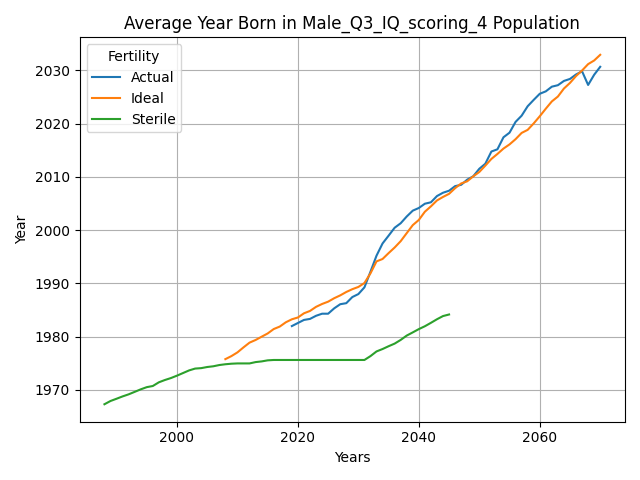 Average Year Born in Male_Q3_IQ_scoring_4 Population
Fertility
Actual
Ideal
Sterile
2030
2020
2010
2000
1990
1980
1970
Year
2000
2020
2040
2060
Years